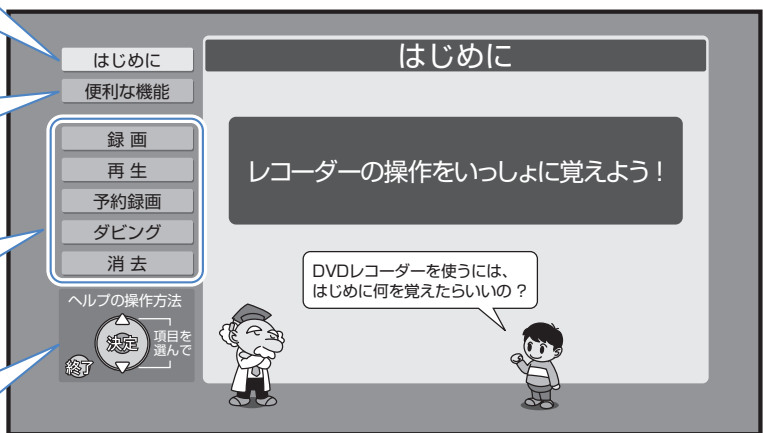 はじめに
便利な機能
録 画
再 生
予約録画
ダビング
消 去
ヘルプの操作方法
決定
項目を
選んで
終了
はじめに
レコーダーの操作をいっしょに覚えよう！
DVDレコーダーを使うには、
はじめに何を覚えたらいいの？